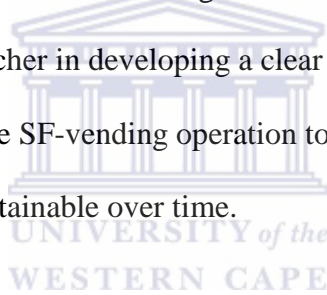 cher in developing a clear
e SF-vending operation to
tainable over time.
UNIVERSITY of the
WESTERN CAPE